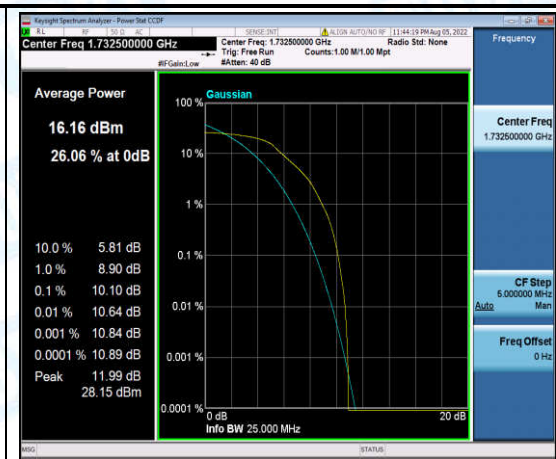 Keysight Spectrum Analyzer - Power Stat CCDF
RL RF 50 Ω AC SENSE:INT ALIGN AUTO/NO RF 11:44:19 PM Aug 05, 2022
Center Freq 1.732500000 GHz
Center Freq: 1.732500000 GHz Radio Std: None
Trig: Free Run Counts:1.00 M/1.00 Mpt
#IFGain:Low #Atten: 40 dB
Frequency
Average Power
16.16 dBm
26.06 % at 0dB
10.0 % 5.81 dB
1.0 % 8.90 dB
0.1 % 10.10 dB
0.01 % 10.64 dB
0.001 % 10.84 dB
0.0001 % 10.89 dB
Peak 11.99 dB
28.15 dBm
Gaussian
100 %
10 %
1 %
0.1 %
0.01 %
0.001 %
0.0001 %
0 dB 20 dB
Info BW 25.000 MHz
Center Freq
1.732500000 GHz
CF Step
5.000000 MHz
Auto Man
Freq Offset
0 Hz
MSG STATUS